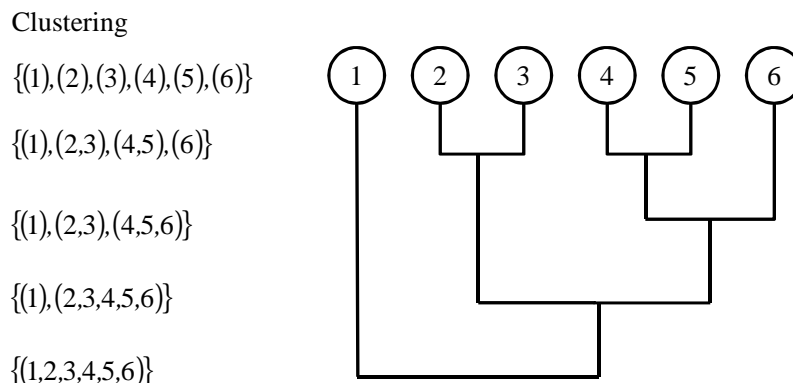 Clustering
{(1),(2),(3),(4),(5),(6)}
1 2 3 4 5 6
{(1),(2,3),(4,5),(6)}
{(1),(2,3),(4,5,6)}
{(1),(2,3,4,5,6)}
{(1,2,3,4,5,6)}